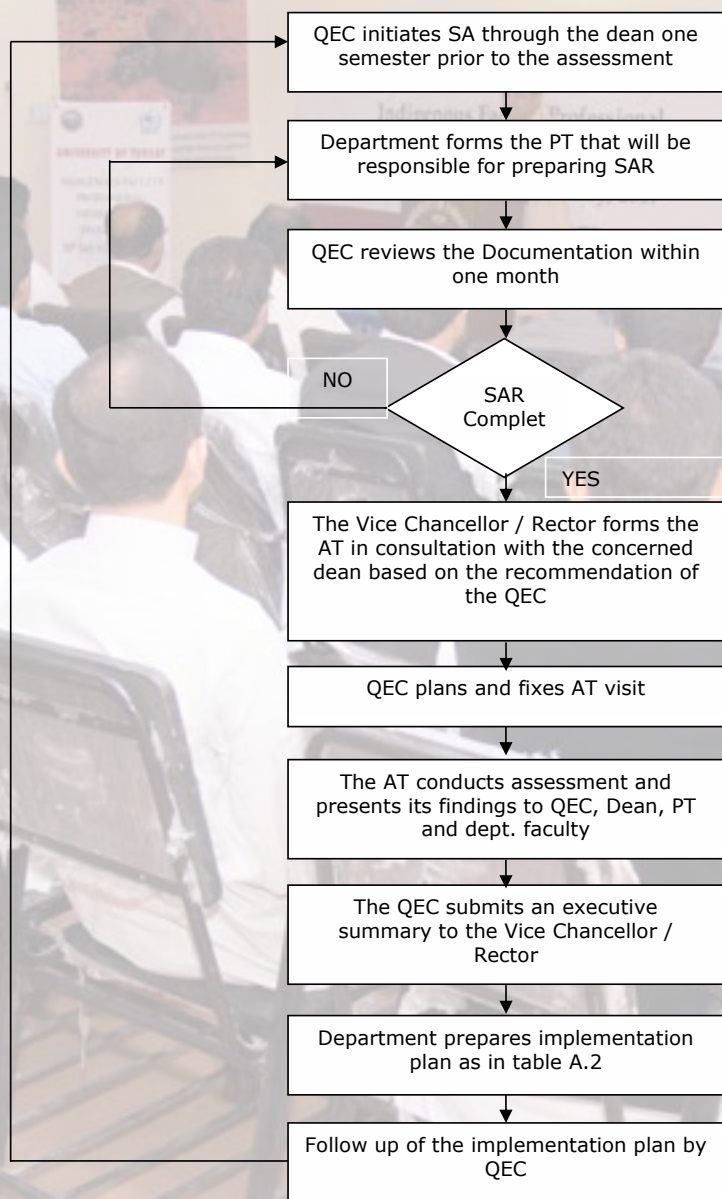 QEC initiates SA through the dean one
semester prior to the assessment
Indigenous Professional
UNIVERSITY OF TURBAT
Department forms the PT that will be
responsible for preparing SAR
QEC reviews the Documentation within
one month
NO
SAR
Complet
YES
The Vice Chancellor / Rector forms the
AT in consultation with the concerned
dean based on the recommendation of
the QEC
QEC plans and fixes AT visit
The AT conducts assessment and
presents its findings to QEC, Dean, PT
and dept. faculty
The QEC submits an executive
summary to the Vice Chancellor /
Rector
Department prepares implementation
plan as in table A.2
Follow up of the implementation plan by
QEC